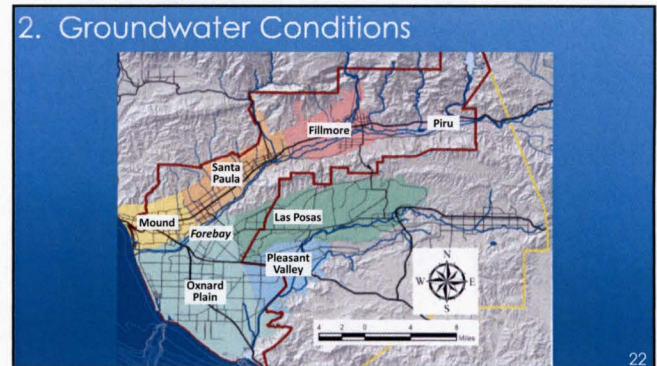 2. Groundwater Conditions
Fillmore
Piru
Santa
Paula
Mound
Forebay
Las Posas
Pleasant
Valley
Oxnard
Plain
N
W
E
S
4 2 0 4 8
Miles
22